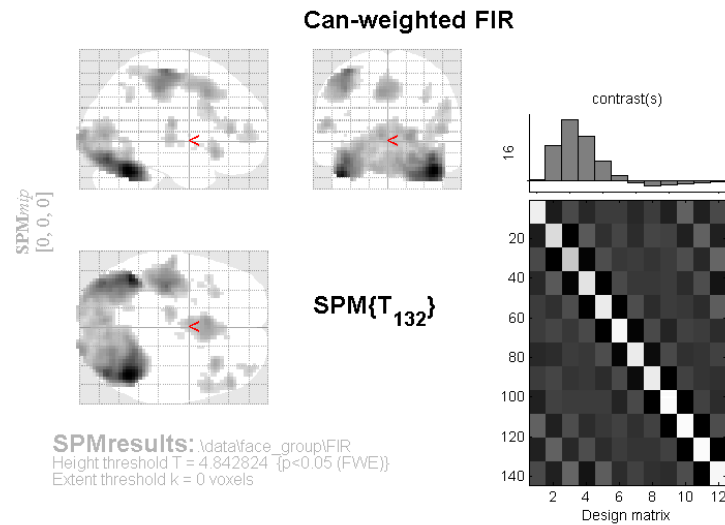 Can-weighted FIR
contrast(s)
16
<
<
SPMmip
[0, 0, 0]
<
SPM{T132}
20
40
60
80
100
120
140
2 4 6 8 10 12
Design matrix
SPMresults: .\data\face_group\FIR
Height threshold T = 4.842824 {p<0.05 (FWE)}
Extent threshold k = 0 voxels